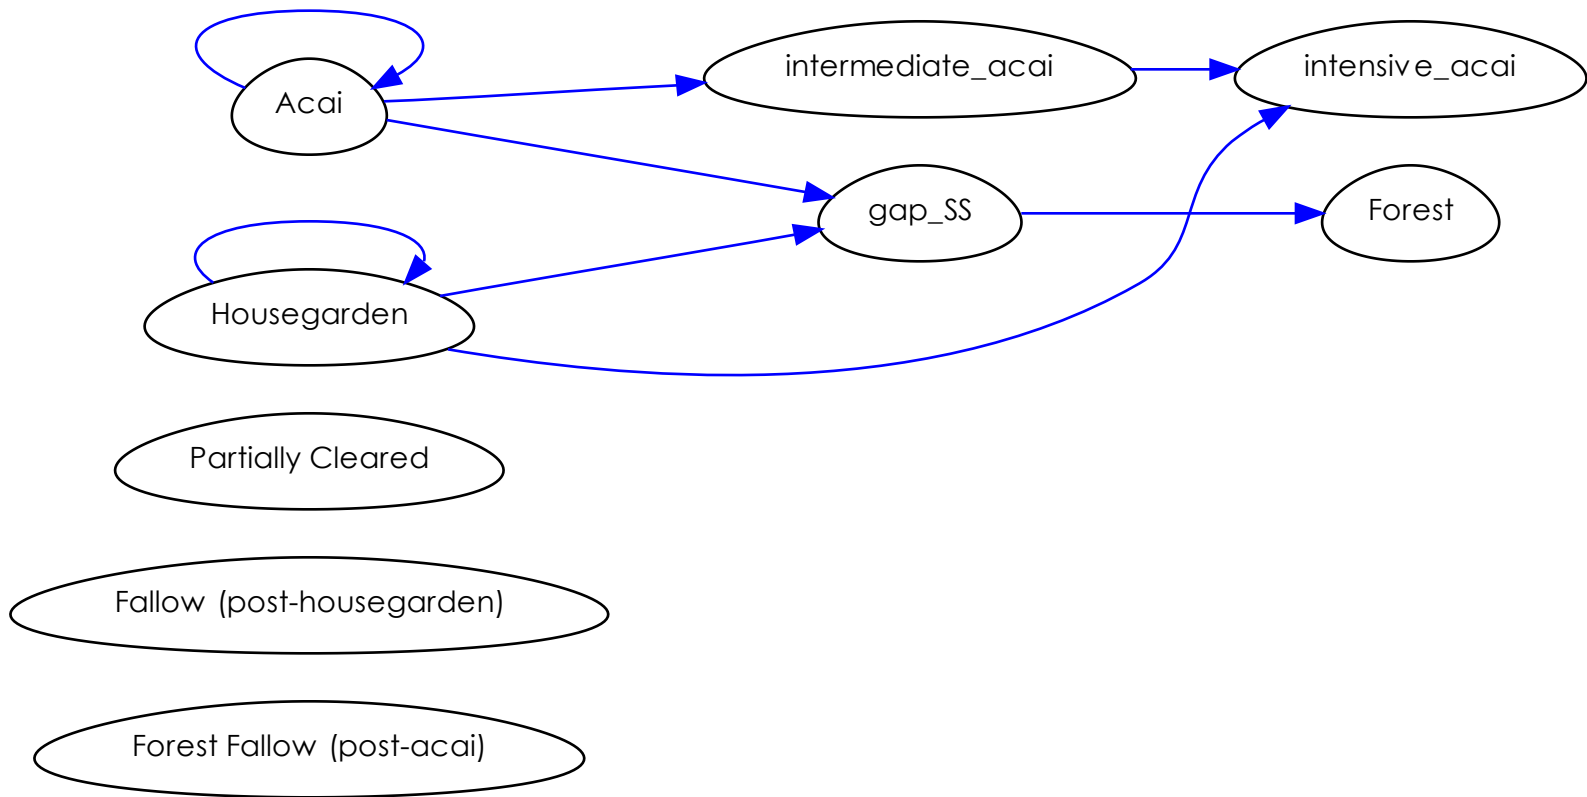 Acai
intermediate_acai
intensive_acai
gap_SS
Forest
Housegarden
Partially Cleared
Fallow (post-housegarden)
Forest Fallow (post-acai)